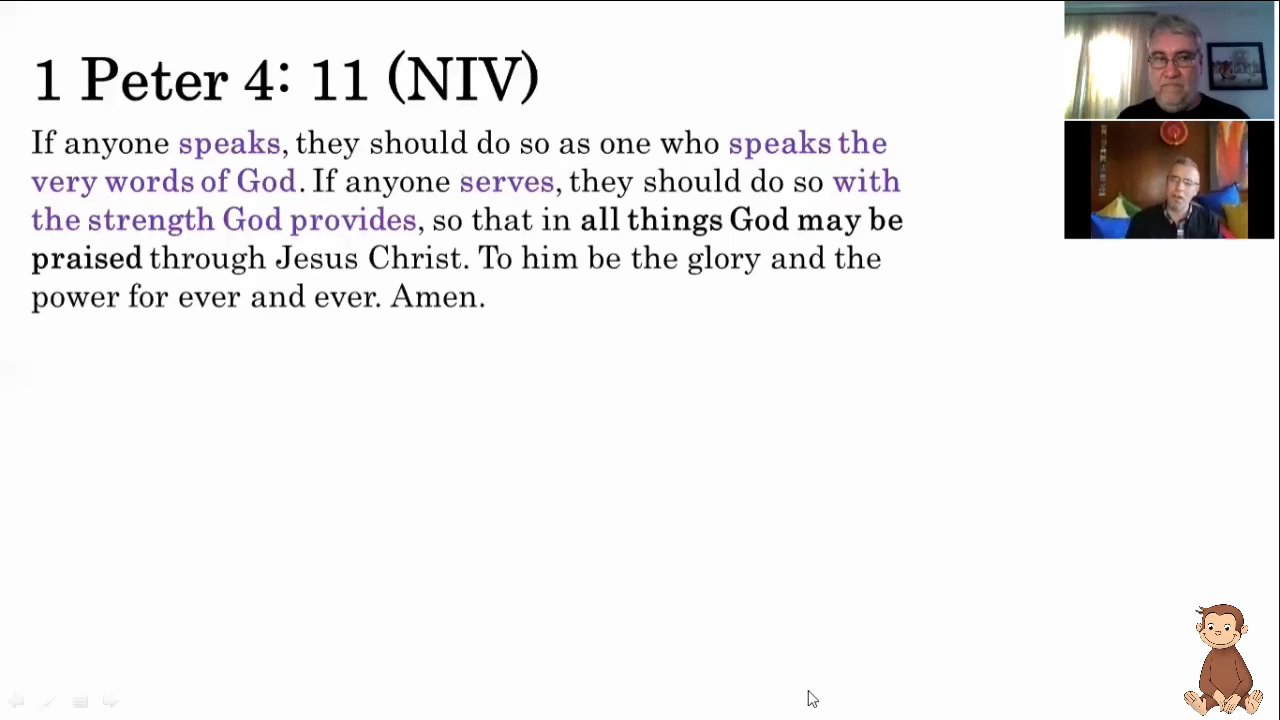 1 Peter 4: 11 (NIV)
If anyone speaks, they should do so as one who speaks the
very words of God. If anyone serves, they should do so with
the strength God provides, so that in all things God may be
praised through Jesus Christ. To him be the glory and the
power for ever and ever. Amen.